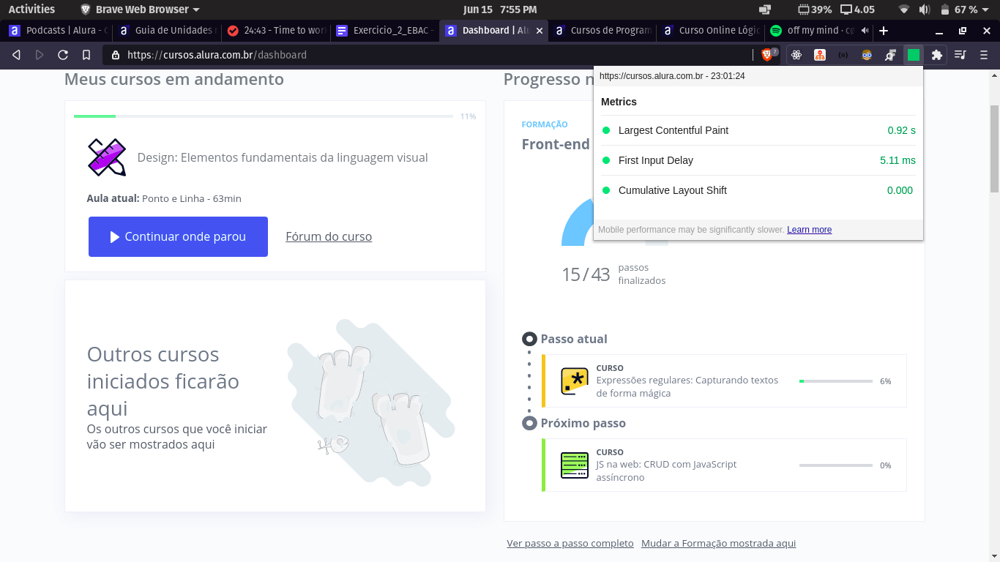 Activities
Brave Web Browser
Jun 15 7:55 PM
39%
4.05
67 %
Podcasts | Alura - C
Guia de Unidades
24:43 - Time to wor
Exercicio_2_EBAC -
Dashboard | Alu
Cursos de Program
Curso Online Lógic
off my mind
https://cursos.alura.com.br/dashboard
7
Meus cursos em andamento
11%
Design: Elementos fundamentais da linguagem visual
Aula atual: Ponto e Linha - 63min
Continuar onde parou
Fórum do curso
Outros cursos
iniciados ficarão
aqui
Os outros cursos que você iniciar
vão ser mostrados aqui
Progresso
https://cursos.alura.com.br - 23:01:24
Metrics
Largest Contentful Paint 0.92 s
First Input Delay 5.11 ms
Cumulative Layout Shift 0.000
Mobile performance may be significantly slower. Learn more
FORMAÇÃO
Front-end
15/43
passos
finalizados
Passo atual
CURSO
Expressões regulares: Capturando textos
de forma mágica
6%
Próximo passo
CURSO
JS na web: CRUD com JavaScript
assíncrono
0%
Ver passo a passo completo
Mudar a Formação mostrada aqui